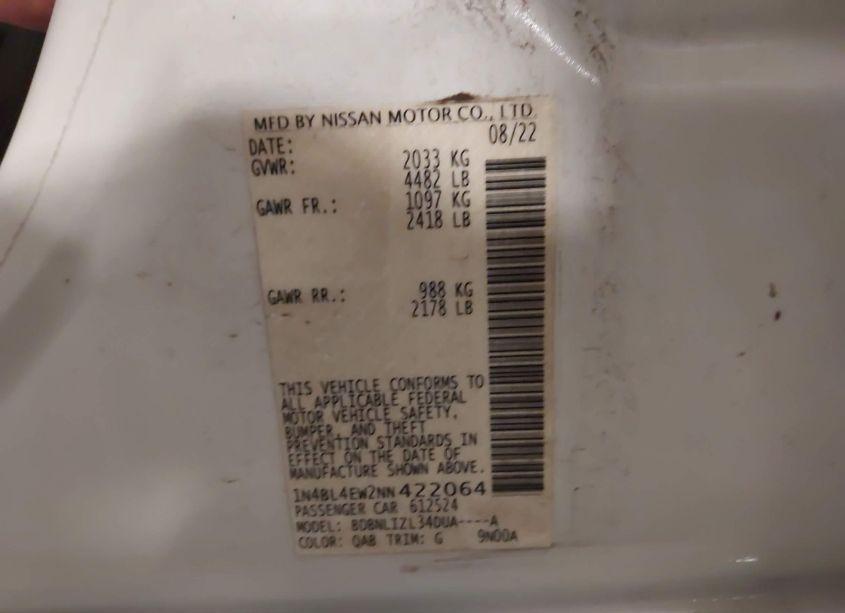 MFD BY NISSAN MOTOR CO., LTD.
DATE: 08/22
GVWR: 2033 KG
4482 LB
GAWR FR.: 1097 KG
2418 LB
GAWR RR.: 988 KG
2178 LB
THIS VEHICLE CONFORMS TO
ALL APPLICABLE FEDERAL
MOTOR VEHICLE SAFETY,
BUMPER, AND THEFT
PREVENTION STANDARDS IN
EFFECT ON THE DATE OF
MANUFACTURE SHOWN ABOVE.
1N4BL4EW2NN422064
PASSENGER CAR 612524
MODEL: BDBNLIZL34DUA----A
COLOR: QAB TRIM: G 9N00A